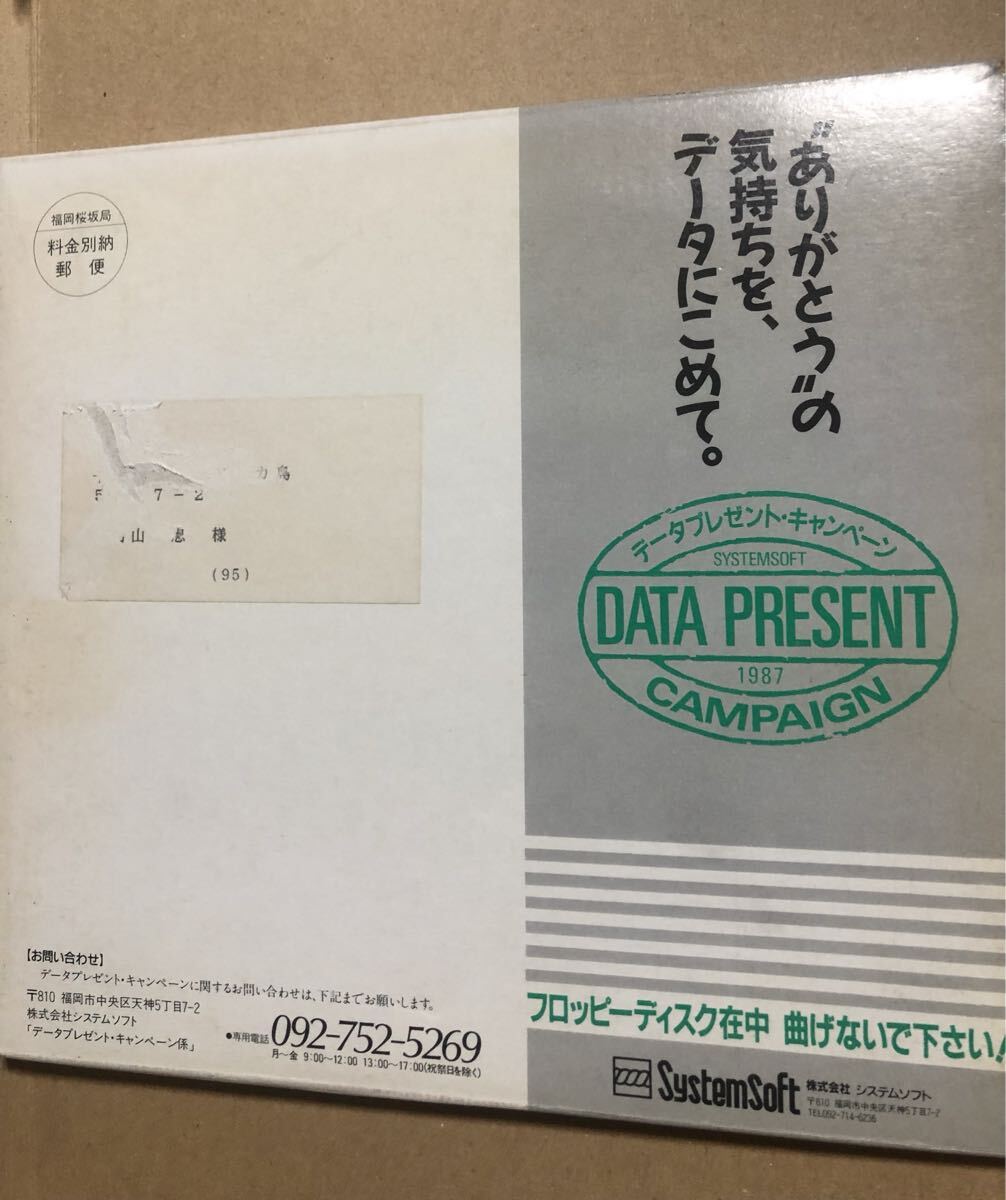 福岡桜坂局
料金別納
郵便
7-2
山 様
(95)
【お問い合わせ】
データプレゼント・キャンペーンに関するお問い合わせは、下記までお願いします。
〒810 福岡市中央区天神5丁目7-2
株式会社システムソフト
「データプレゼント・キャンペーン係」
●専用電話 092-752-5269
月〜金 9:00〜12:00 13:00〜17:00(祝祭日を除く)
“ありがとう”の
気持ちを、
データにこめて。
データプレゼント・キャンペーン
SYSTEMSOFT
DATA PRESENT
1987
CAMPAIGN
フロッピーディスク在中 曲げないで下さい!
SystemSoft 株式会社 システムソフト
〒810 福岡市中央区天神5丁目7-2
TEL092-714-6236